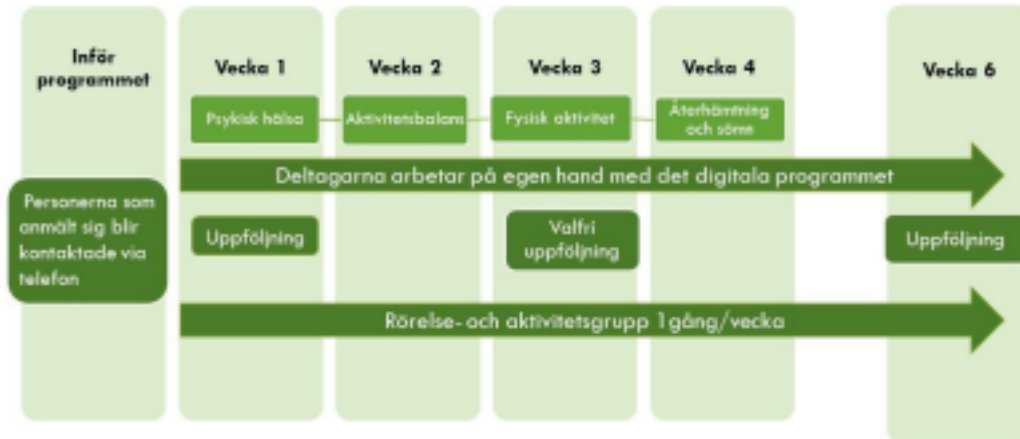 Inför
programmet
Vecka 1
Vecka 2
Vecka 3
Vecka 4
Vecka 6
Psykisk hälsa
Aktivitetsbalans
Fysisk aktivitet
Återhämtning
och sömn
Deltagarna arbetar på egen hand med det digitala programmet
Personerna som
anmält sig blir
kontaktade via
telefon
Uppföljning
Valfri
uppföljning
Uppföljning
Rörelse- och aktivitetsgrupp 1gång/vecka